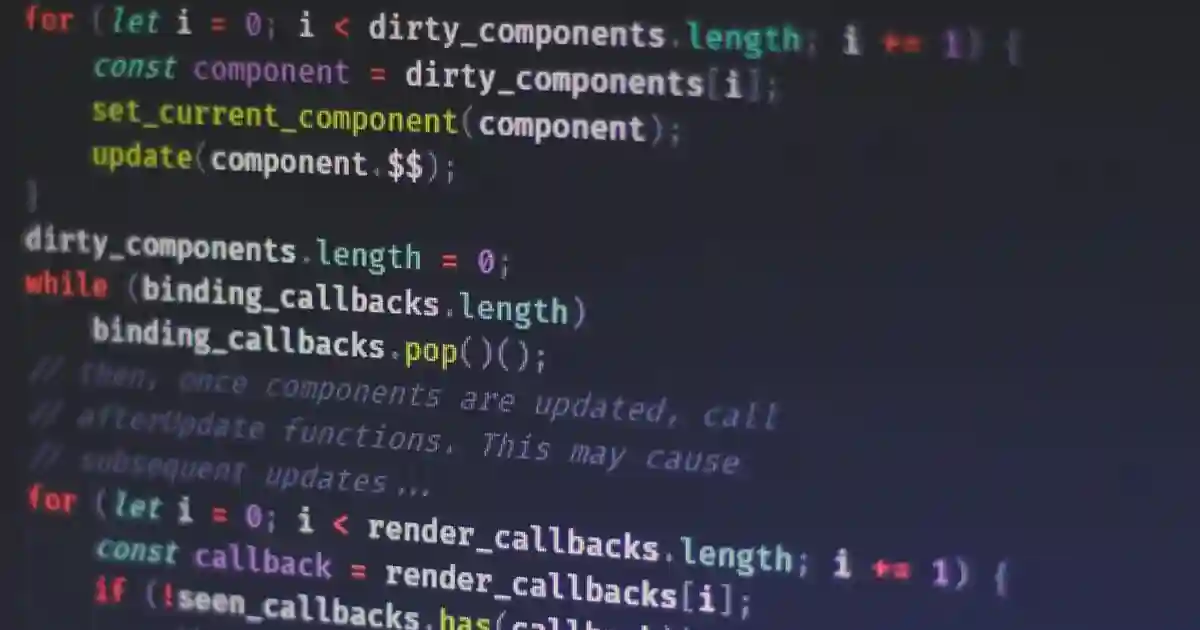 for (let i = 0; i < dirty_components.length; i += 1) {
const component = dirty_components[i];
set_current_component(component);
update(component.$$);
}
dirty_components.length = 0;
while (binding_callbacks.length)
binding_callbacks.pop()();
// then, once components are updated, call
// afterUpdate functions. This may cause
// subsequent updates...
for (let i = 0; i < render_callbacks.length; i += 1) {
const callback = render_callbacks[i];
if (!seen_callbacks.has(